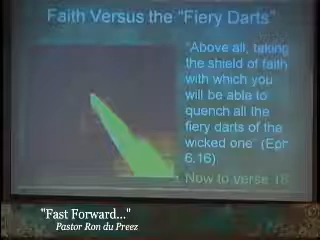 Faith Versus the "Fiery Darts"
"Above all, taking
the shield of faith
with which you
will be able to
quench all the
fiery darts of the
wicked one" (Eph
6.16)
Now to verse 18
"Fast Forward..."
Pastor Ron du Preez